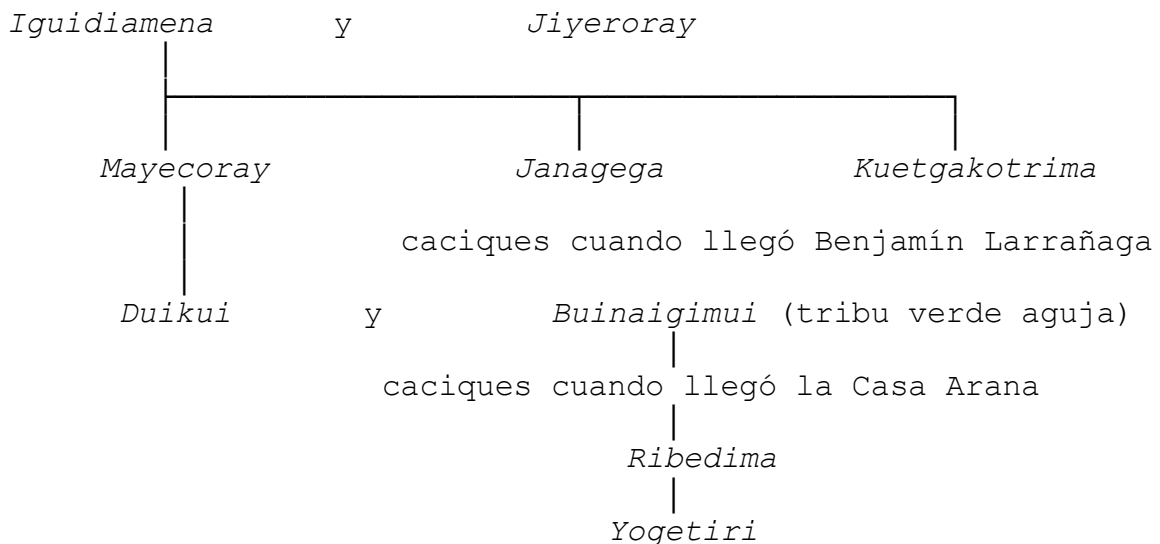 Iguidiamena y Jiyeroray
Mayecoray Janagega Kuetgakotrima
caciques cuando llegó Benjamín Larrañaga
Duikui y Buinaigimui (tribu verde aguja)
caciques cuando llegó la Casa Arana
Ribedima
Yogetiri